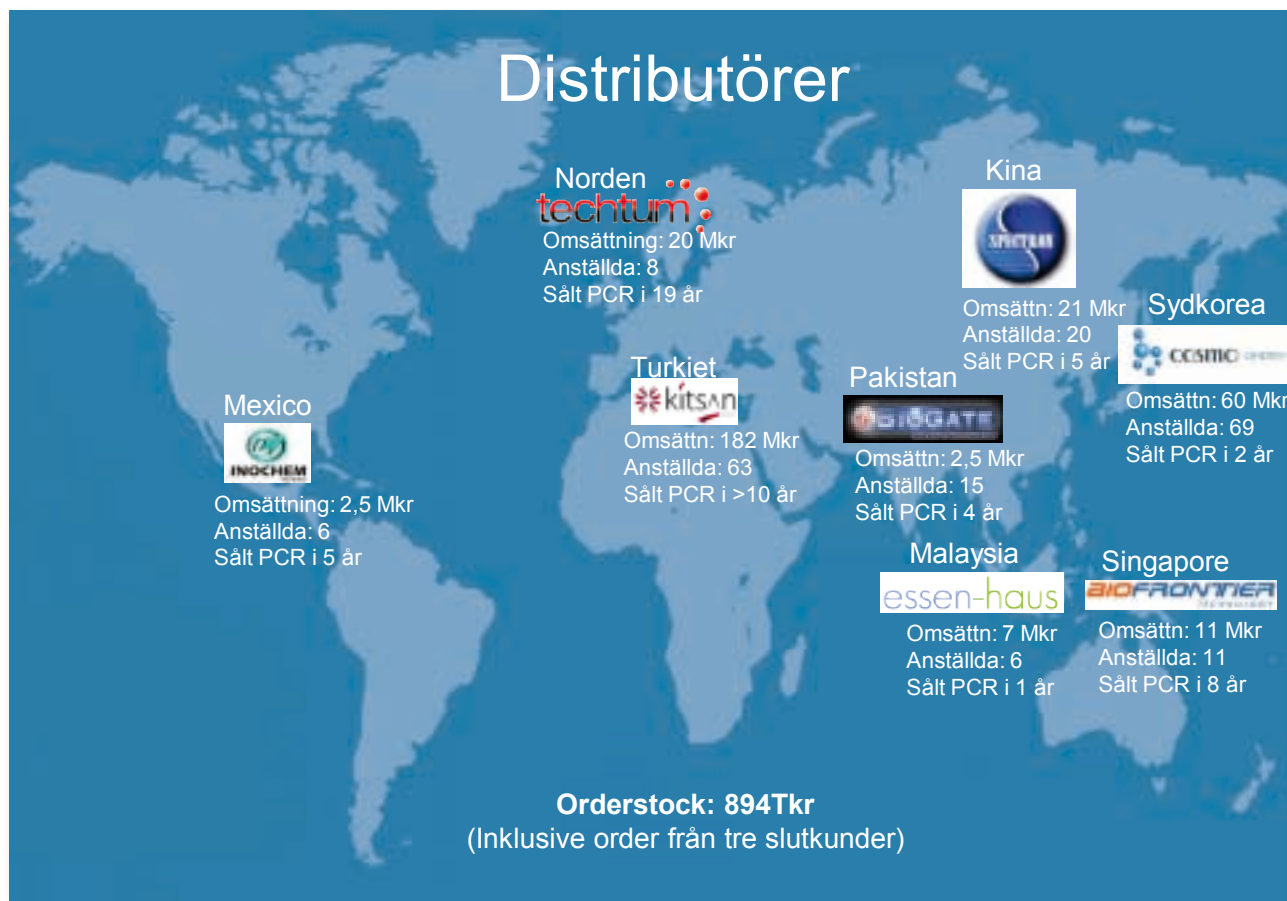 Distributörer
Norden
techtum
Omsättning: 20 Mkr
Anställda: 8
Sålt PCR i 19 år
Kina
SPECTRUM
Omsättn: 21 Mkr
Anställda: 20
Sålt PCR i 5 år
Sydkorea
cosmo
Omsättn: 60 Mkr
Anställda: 69
Sålt PCR i 2 år
Turkiet
kitsan
Omsättn: 182 Mkr
Anställda: 63
Sålt PCR i >10 år
Pakistan
BIOGATE
Omsättn: 2,5 Mkr
Anställda: 15
Sålt PCR i 4 år
Mexico
INOCHEM
Omsättning: 2,5 Mkr
Anställda: 6
Sålt PCR i 5 år
Malaysia
essen-haus
Omsättn: 7 Mkr
Anställda: 6
Sålt PCR i 1 år
Singapore
BIOFRONTIER
TECHNOLOGY
Omsättn: 11 Mkr
Anställda: 11
Sålt PCR i 8 år
Orderstock: 894Tkr
(Inklusive order från tre slutkunder)